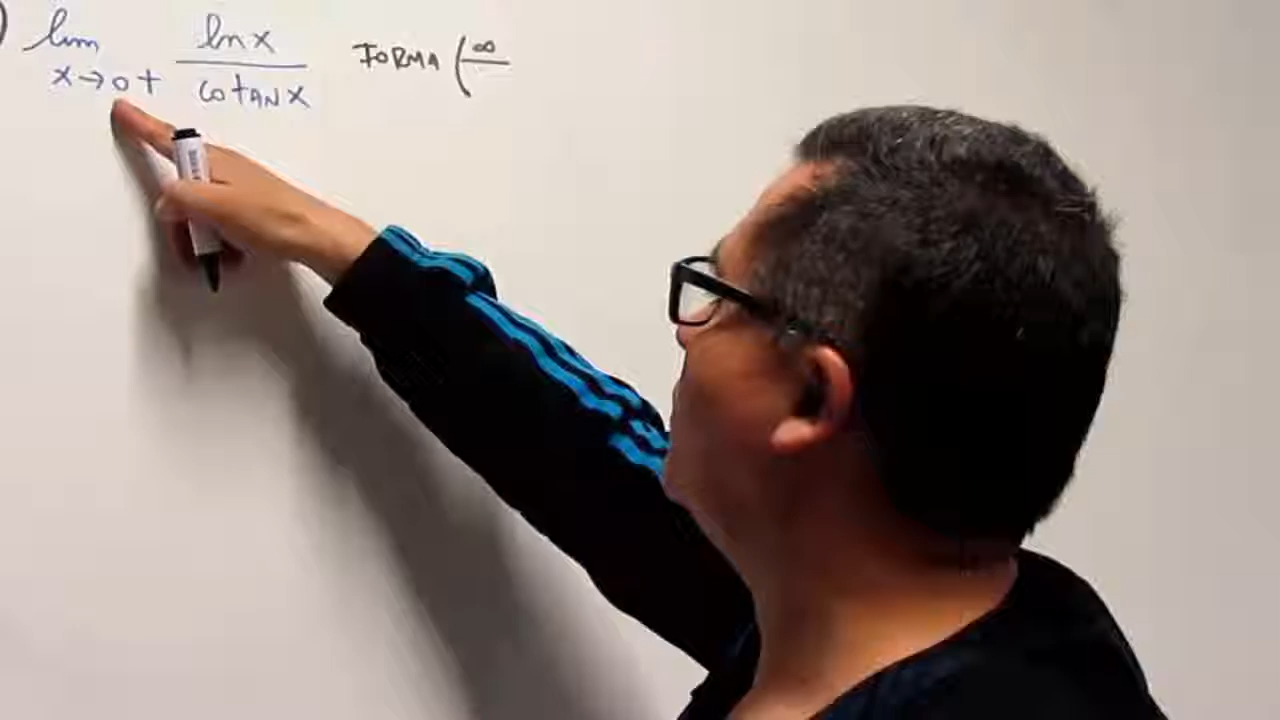 ) lim ln x FORMA (∞
x→0+ cotan x